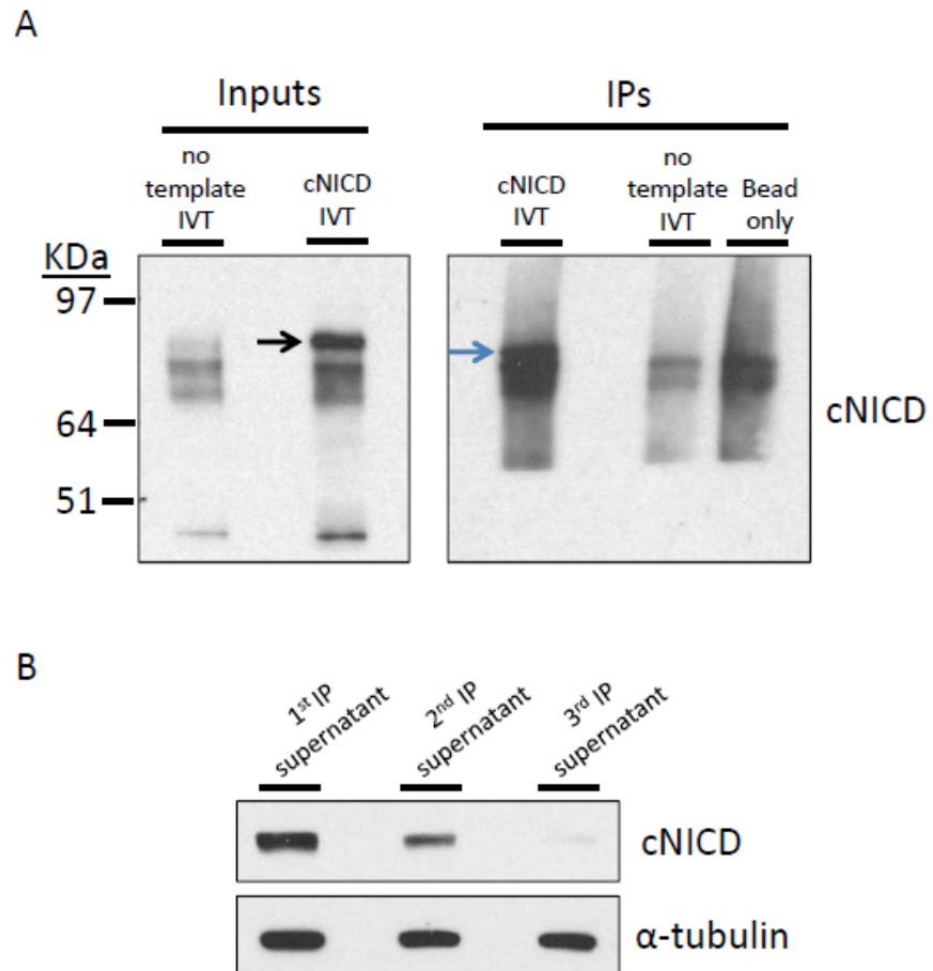 A
Inputs
IPs
no
template
IVT
cNICD
IVT
cNICD
IVT
no
template
IVT
Bead
only
KDa
97
64
51
cNICD
B
1st IP
supernatant
2nd IP
supernatant
3rd IP
supernatant
cNICD
α-tubulin